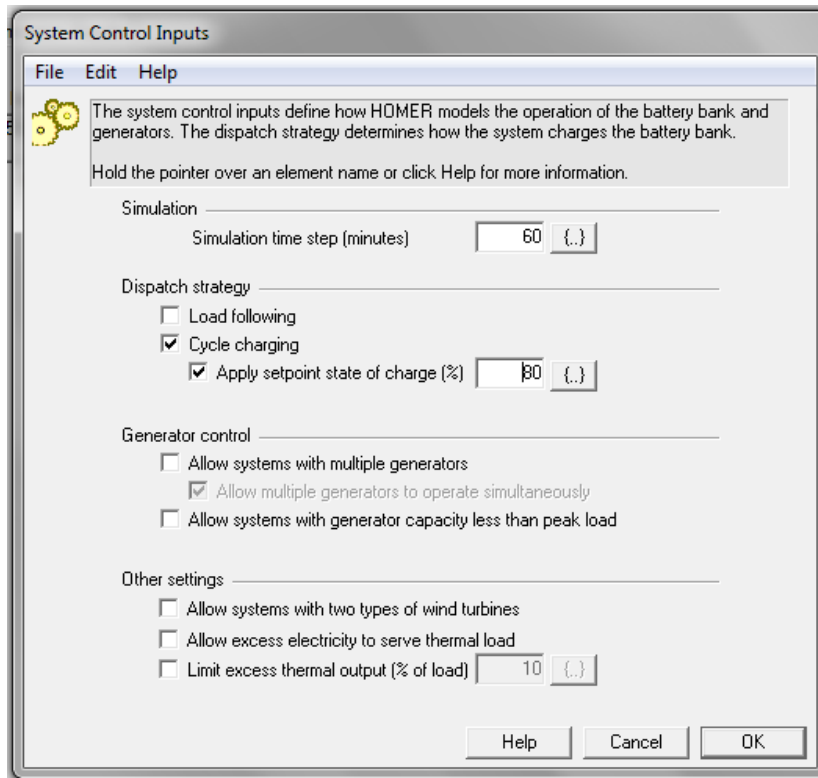 System Control Inputs
File Edit Help
The system control inputs define how HOMER models the operation of the battery bank and
generators. The dispatch strategy determines how the system charges the battery bank.
Hold the pointer over an element name or click Help for more information.
Simulation
Simulation time step (minutes) 60 {..}
Dispatch strategy
Load following
Cycle charging
Apply setpoint state of charge (%) 80 {..}
Generator control
Allow systems with multiple generators
Allow multiple generators to operate simultaneously
Allow systems with generator capacity less than peak load
Other settings
Allow systems with two types of wind turbines
Allow excess electricity to serve thermal load
Limit excess thermal output (% of load) 10 {..}
Help Cancel OK